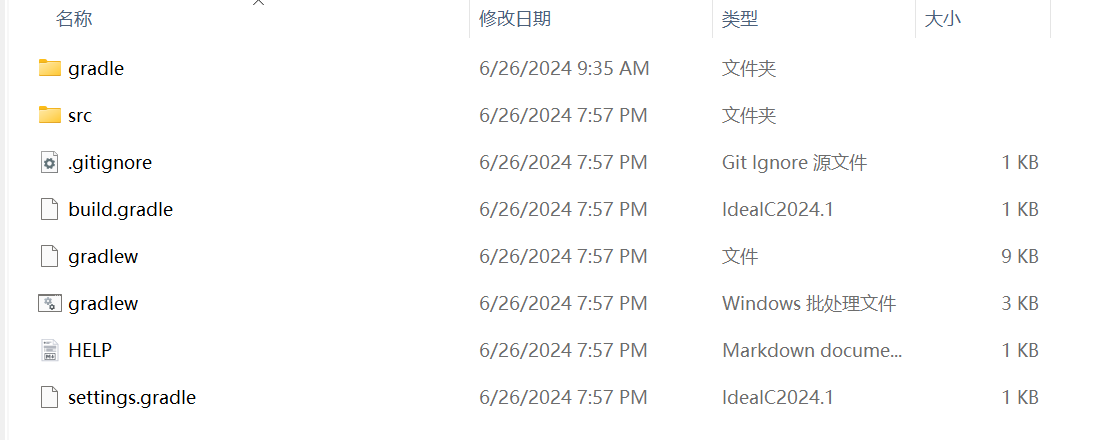 名称 修改日期 类型 大小
gradle 6/26/2024 9:35 AM 文件夹
src 6/26/2024 7:57 PM 文件夹
.gitignore 6/26/2024 7:57 PM Git Ignore 源文件 1 KB
build.gradle 6/26/2024 7:57 PM IdeaIC2024.1 1 KB
gradlew 6/26/2024 7:57 PM 文件 9 KB
gradlew 6/26/2024 7:57 PM Windows 批处理文件 3 KB
HELP 6/26/2024 7:57 PM Markdown docume... 1 KB
settings.gradle 6/26/2024 7:57 PM IdeaIC2024.1 1 KB